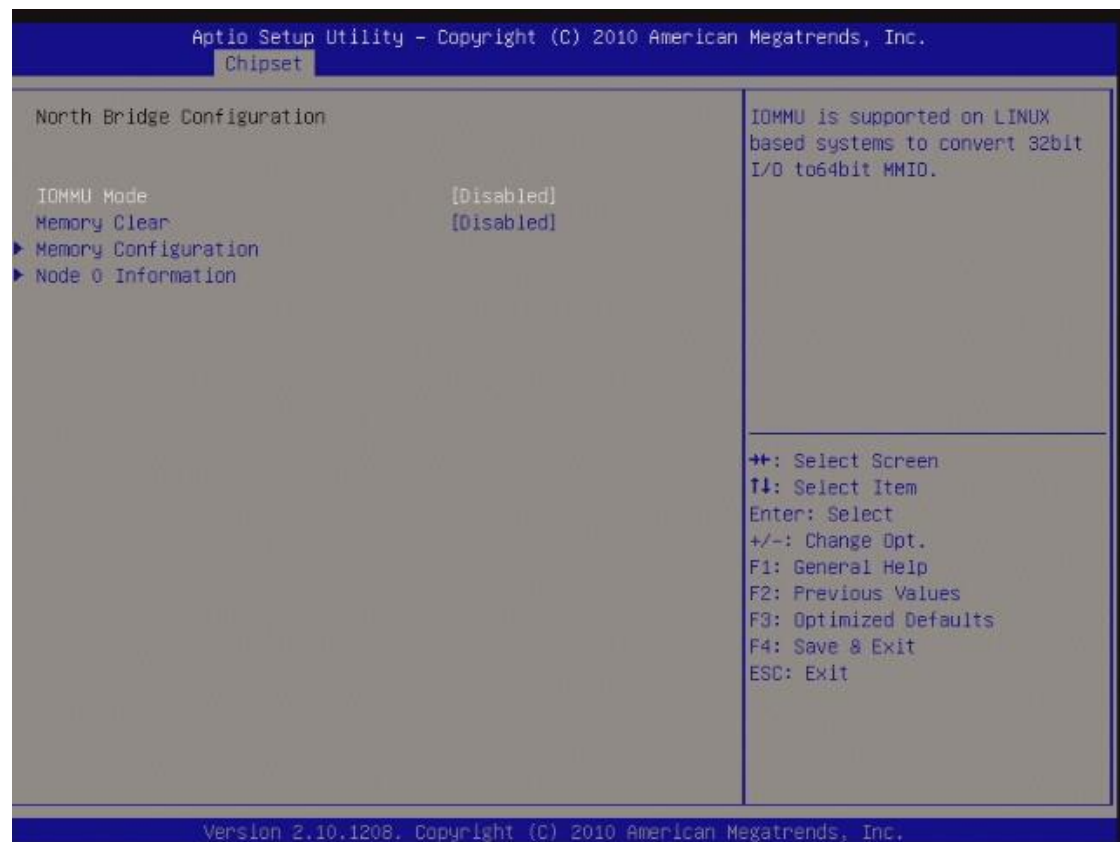 Aptio Setup Utility – Copyright (C) 2010 American Megatrends, Inc.
Chipset
North Bridge Configuration
IOMMU Mode [Disabled]
Memory Clear [Disabled]
▶ Memory Configuration
▶ Node 0 Information
IOMMU is supported on LINUX
based systems to convert 32bit
I/O to64bit MMIO.
→←: Select Screen
↑↓: Select Item
Enter: Select
+/-: Change Opt.
F1: General Help
F2: Previous Values
F3: Optimized Defaults
F4: Save & Exit
ESC: Exit
Version 2.10.1208. Copyright (C) 2010 American Megatrends, Inc.